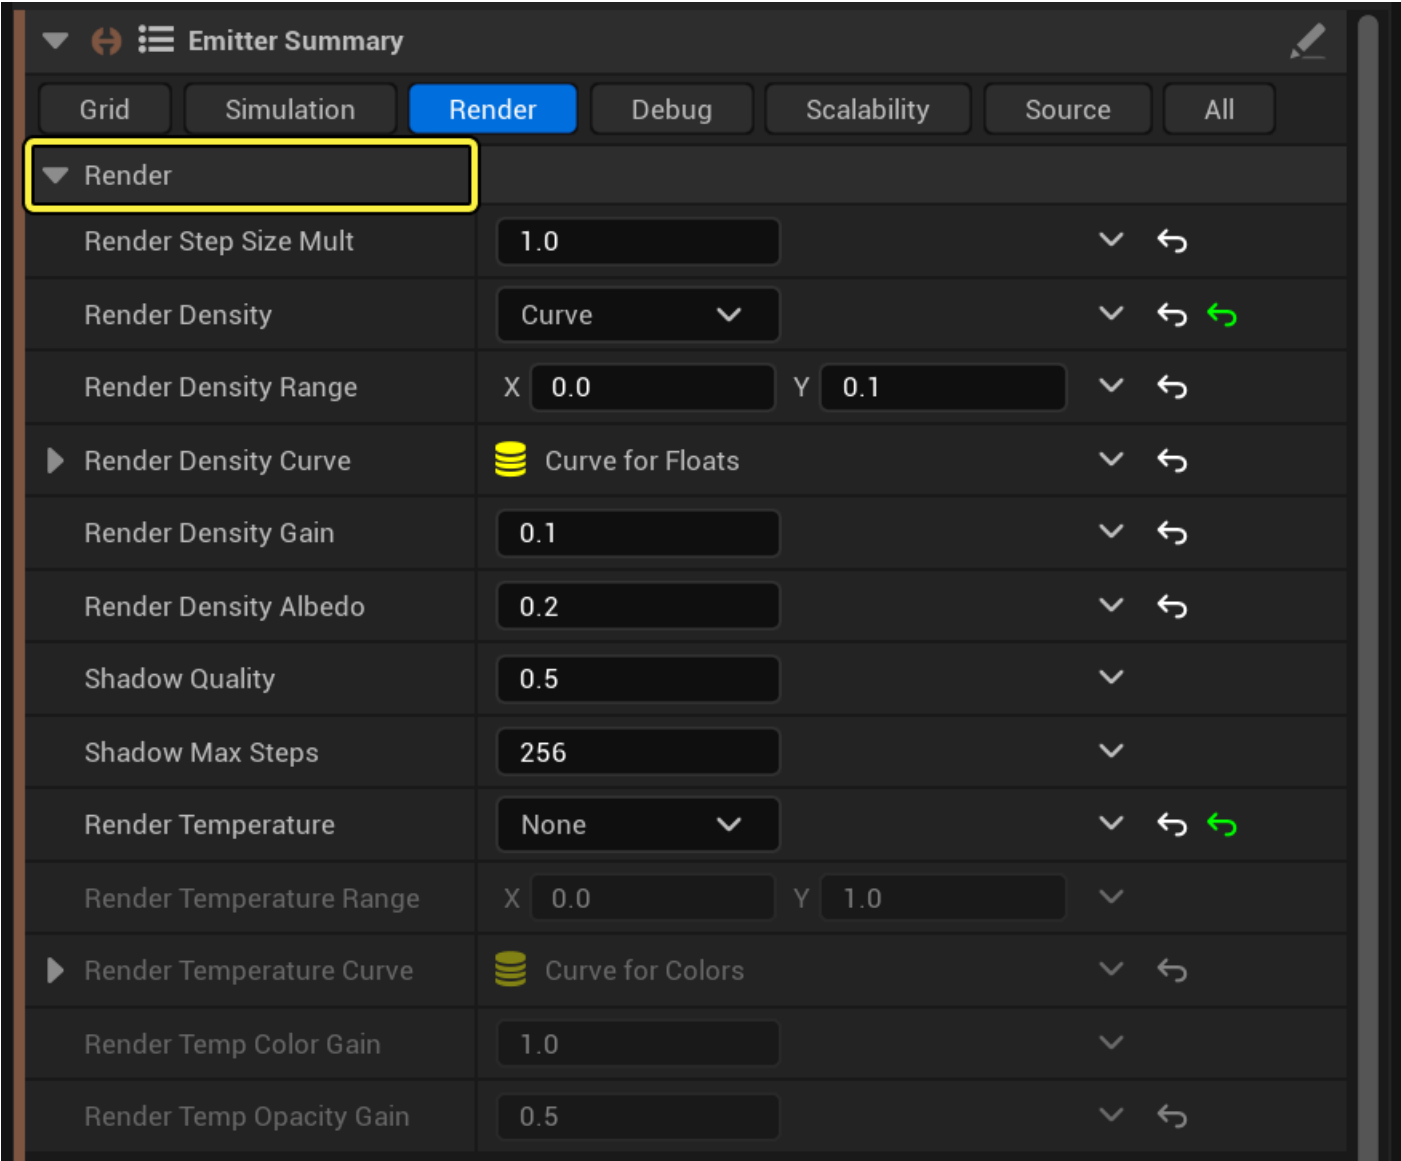 Emitter Summary
Grid Simulation Render Debug Scalability Source All
Render
Render Step Size Mult 1.0
Render Density Curve
Render Density Range X 0.0 Y 0.1
Render Density Curve Curve for Floats
Render Density Gain 0.1
Render Density Albedo 0.2
Shadow Quality 0.5
Shadow Max Steps 256
Render Temperature None
Render Temperature Range X 0.0 Y 1.0
Render Temperature Curve Curve for Colors
Render Temp Color Gain 1.0
Render Temp Opacity Gain 0.5